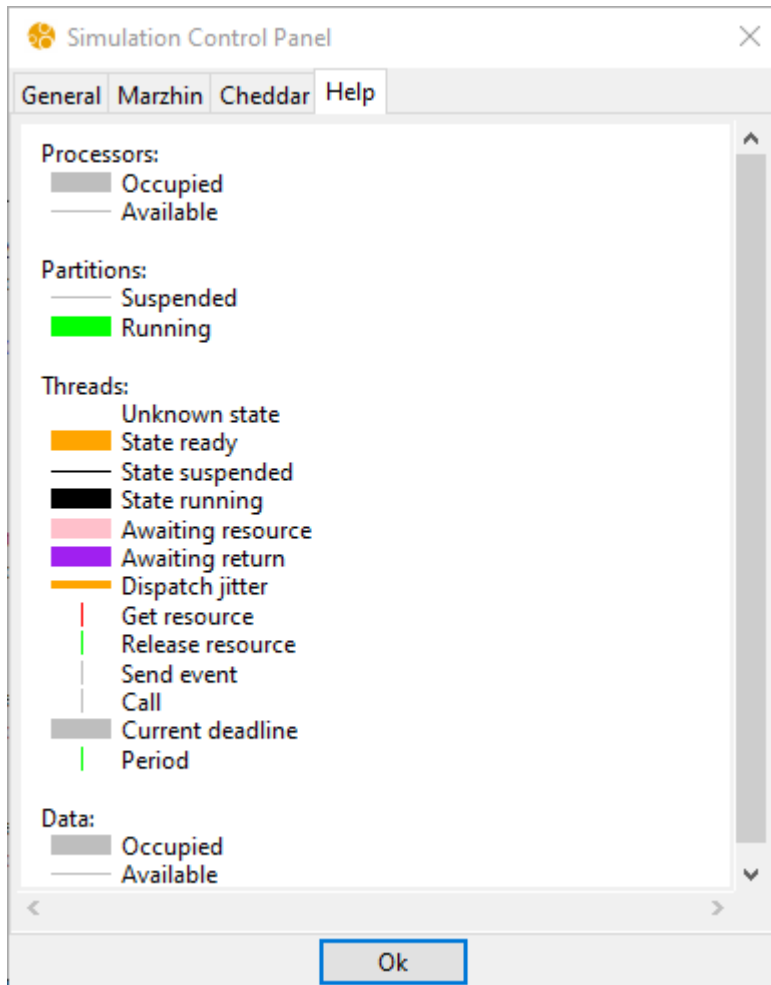 Simulation Control Panel
General Marzhin Cheddar Help
Processors:
Occupied
Available
Partitions:
Suspended
Running
Threads:
Unknown state
State ready
State suspended
State running
Awaiting resource
Awaiting return
Dispatch jitter
Get resource
Release resource
Send event
Call
Current deadline
Period
Data:
Occupied
Available
Ok